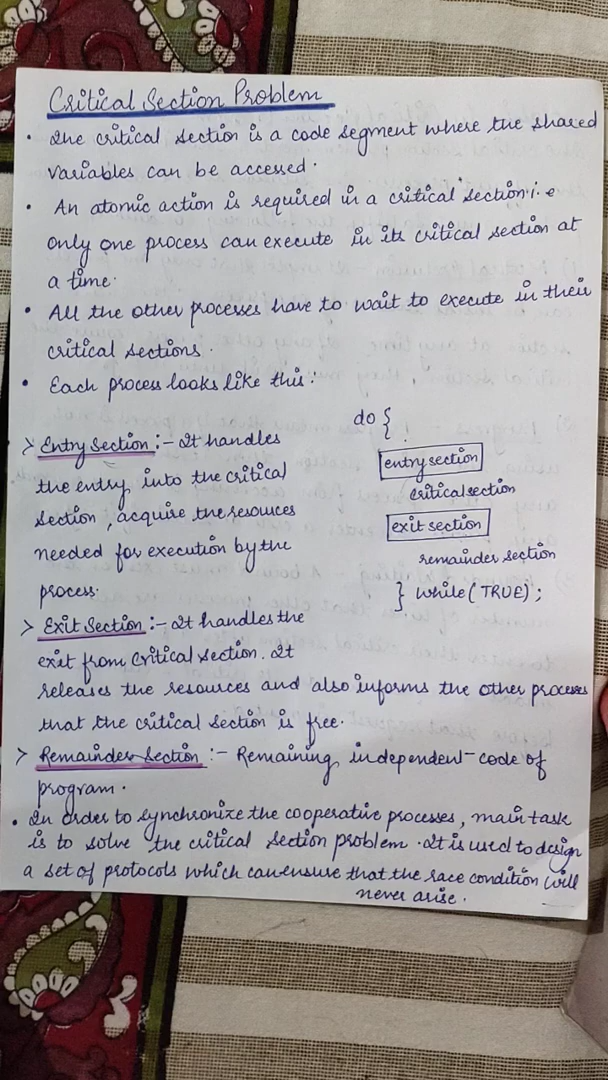 Critical Section Problem
• The critical section is a code segment where the shared
variables can be accessed.
• An atomic action is required in a critical section i.e
only one process can execute in its critical section at
a time.
• All the other processes have to wait to execute in their
critical sections.
• Each process looks like this:
do {
entry section
critical section
exit section
remainder section
} while (TRUE);
> Entry Section :- It handles
the entry into the critical
section, acquire the resources
needed for execution by the
process.
> Exit Section :- It handles the
exit from critical section. It
releases the resources and also informs the other processes
that the critical section is free.
> Remainder Section :- Remaining independent code of
program.
• In order to synchronize the cooperative processes, main task
is to solve the critical section problem. It is used to design
a set of protocols which can ensure that the race condition will
never arise.